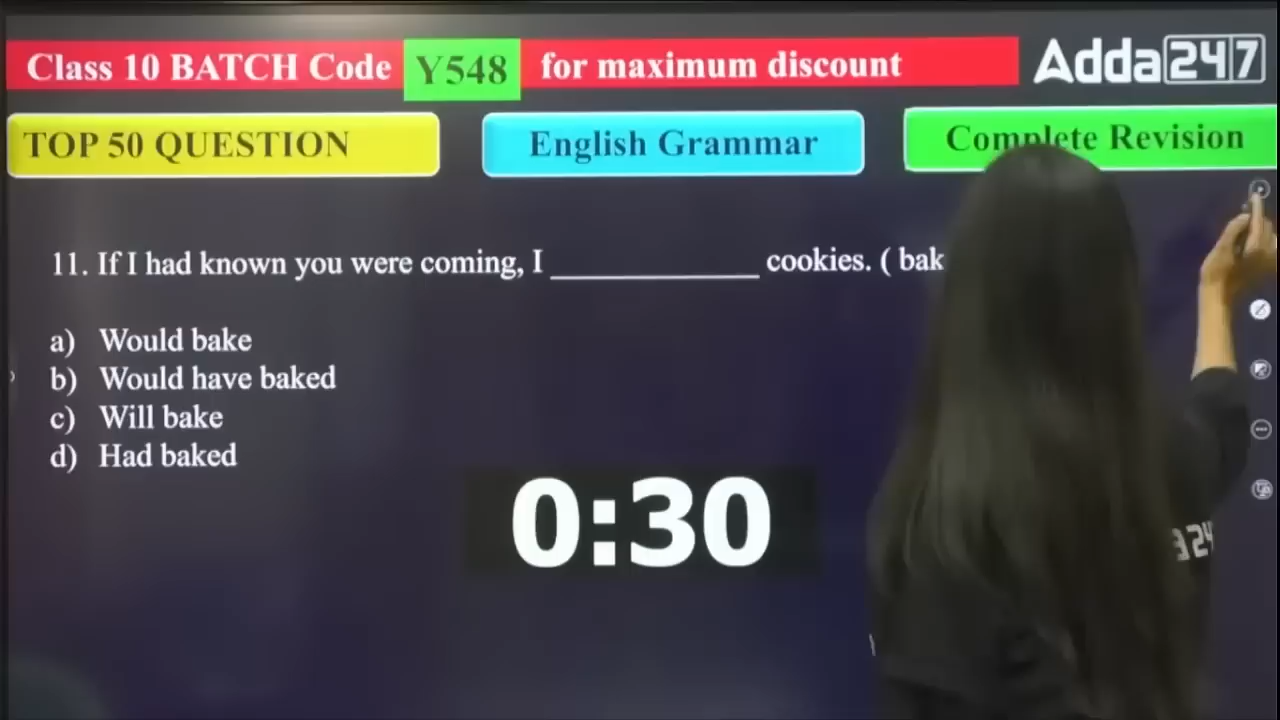 Class 10 BATCH Code Y548 for maximum discount
Adda247
TOP 50 QUESTION
English Grammar
Complete Revision
11. If I had known you were coming, I ____________ cookies. ( bak
a) Would bake
b) Would have baked
c) Will bake
d) Had baked
0:30
324